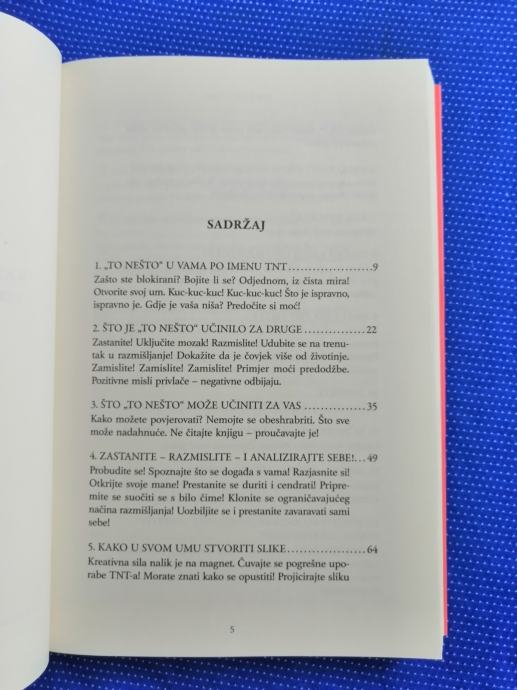 SADRŽAJ
1. „TO NEŠTO“ U VAMA PO IMENU TNT.....................9
Zašto ste blokirani? Bojite li se? Odjednom, iz čista mira!
Otvorite svoj um. Kuc-kuc-kuc! Kuc-kuc-kuc! Što je ispravno,
ispravno je. Gdje je vaša niša? Predočite si moć!
2. ŠTO JE „TO NEŠTO“ UČINILO ZA DRUGE ...............22
Zastanite! Uključite mozak! Razmislite! Udubite se na trenu-
tak u razmišljanje! Dokažite da je čovjek više od životinje.
Zamislite! Zamislite! Zamislite! Primjer moći predodžbe.
Pozitivne misli privlače – negativne odbijaju.
3. ŠTO „TO NEŠTO“ MOŽE UČINITI ZA VAS ................35
Kako možete povjerovati? Nemojte se obeshrabriti. Što sve
može nadahnuće. Ne čitajte knjigu – proučavajte je!
4. ZASTANITE – RAZMISLITE – I ANALIZIRAJTE SEBE!...49
Probudite se! Spoznajte što se događa s vama! Razjasnite si!
Otkrijte svoje mane! Prestanite se duriti i cendrati! Pripre-
mite se suočiti se s bilo čime! Klonite se ograničavajućeg
načina razmišljanja! Uozbiljite se i prestanite zavaravati sami
sebe!
5. KAKO U SVOM UMU STVORITI SLIKE....................64
Kreativna sila nalik je na magnet. Čuvajte se pogrešne upo-
rabe TNT-a! Morate znati kako se opustiti! Projicirajte sliku
5